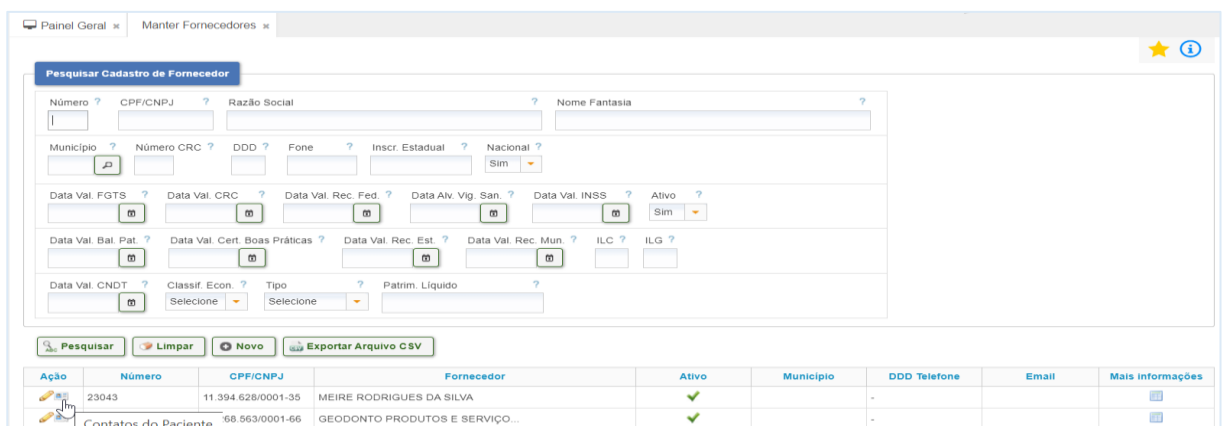 Painel Geral × Manter Fornecedores ×
Pesquisar Cadastro de Fornecedor
Número ? CPF/CNPJ ? Razão Social ? Nome Fantasia ?
Município ? Número CRC ? DDD ? Fone ? Inscr. Estadual ? Nacional ?
Sim
Data Val. FGTS ? Data Val. CRC ? Data Val. Rec. Fed. ? Data Alv. Vig. San. ? Data Val. INSS ? Ativo ?
Sim
Data Val. Bal. Pat. ? Data Val. Cert. Boas Práticas ? Data Val. Rec. Est. ? Data Val. Rec. Mun. ? ILC ? ILG ?
Data Val. CNDT ? Classif. Econ. ? Tipo ? Patrim. Líquido ?
Selecione Selecione
Pesquisar Limpar Novo Exportar Arquivo CSV
Ação Número CPF/CNPJ Fornecedor Ativo Município DDD Telefone Email Mais informações
23043 11.394.628/0001-35 MEIRE RODRIGUES DA SILVA -
Contatos do Paciente 68.563/0001-66 GEODONTO PRODUTOS E SERVIÇO... -